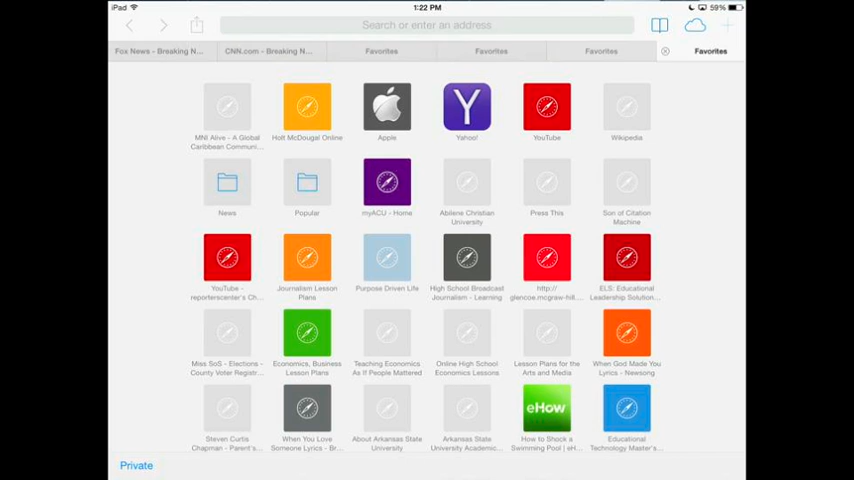 iPad 1:22 PM 59%
Search or enter an address
Fox News - Breaking N... CNN.com - Breaking N... Favorites Favorites Favorites Favorites
MNI Alive - A Global Caribbean Communi...
Holt McDougal Online
Apple
Y
Yahoo!
YouTube
Wikipedia
News
Popular
myACU - Home
Abilene Christian University
Press This
Son of Citation Machine
YouTube - reporterscenter's Ch...
Journalism Lesson Plans
Purpose Driven Life
High School Broadcast Journalism - Learning
http://glencoe.mcgraw-hill...
ELS: Educational Leadership Solution...
Miss SoS - Elections - County Voter Registr...
Economics, Business Lesson Plans
Teaching Economics As If People Mattered
Online High School Economics Lessons
Lesson Plans for the Arts and Media
When God Made You Lyrics - Newsong
Steven Curtis Chapman - Parent's...
When You Love Someone Lyrics - Br...
About Arkansas State University
Arkansas State University Academic...
eHow
How to Shock a Swimming Pool | eH...
Educational Technology Master's...
Private